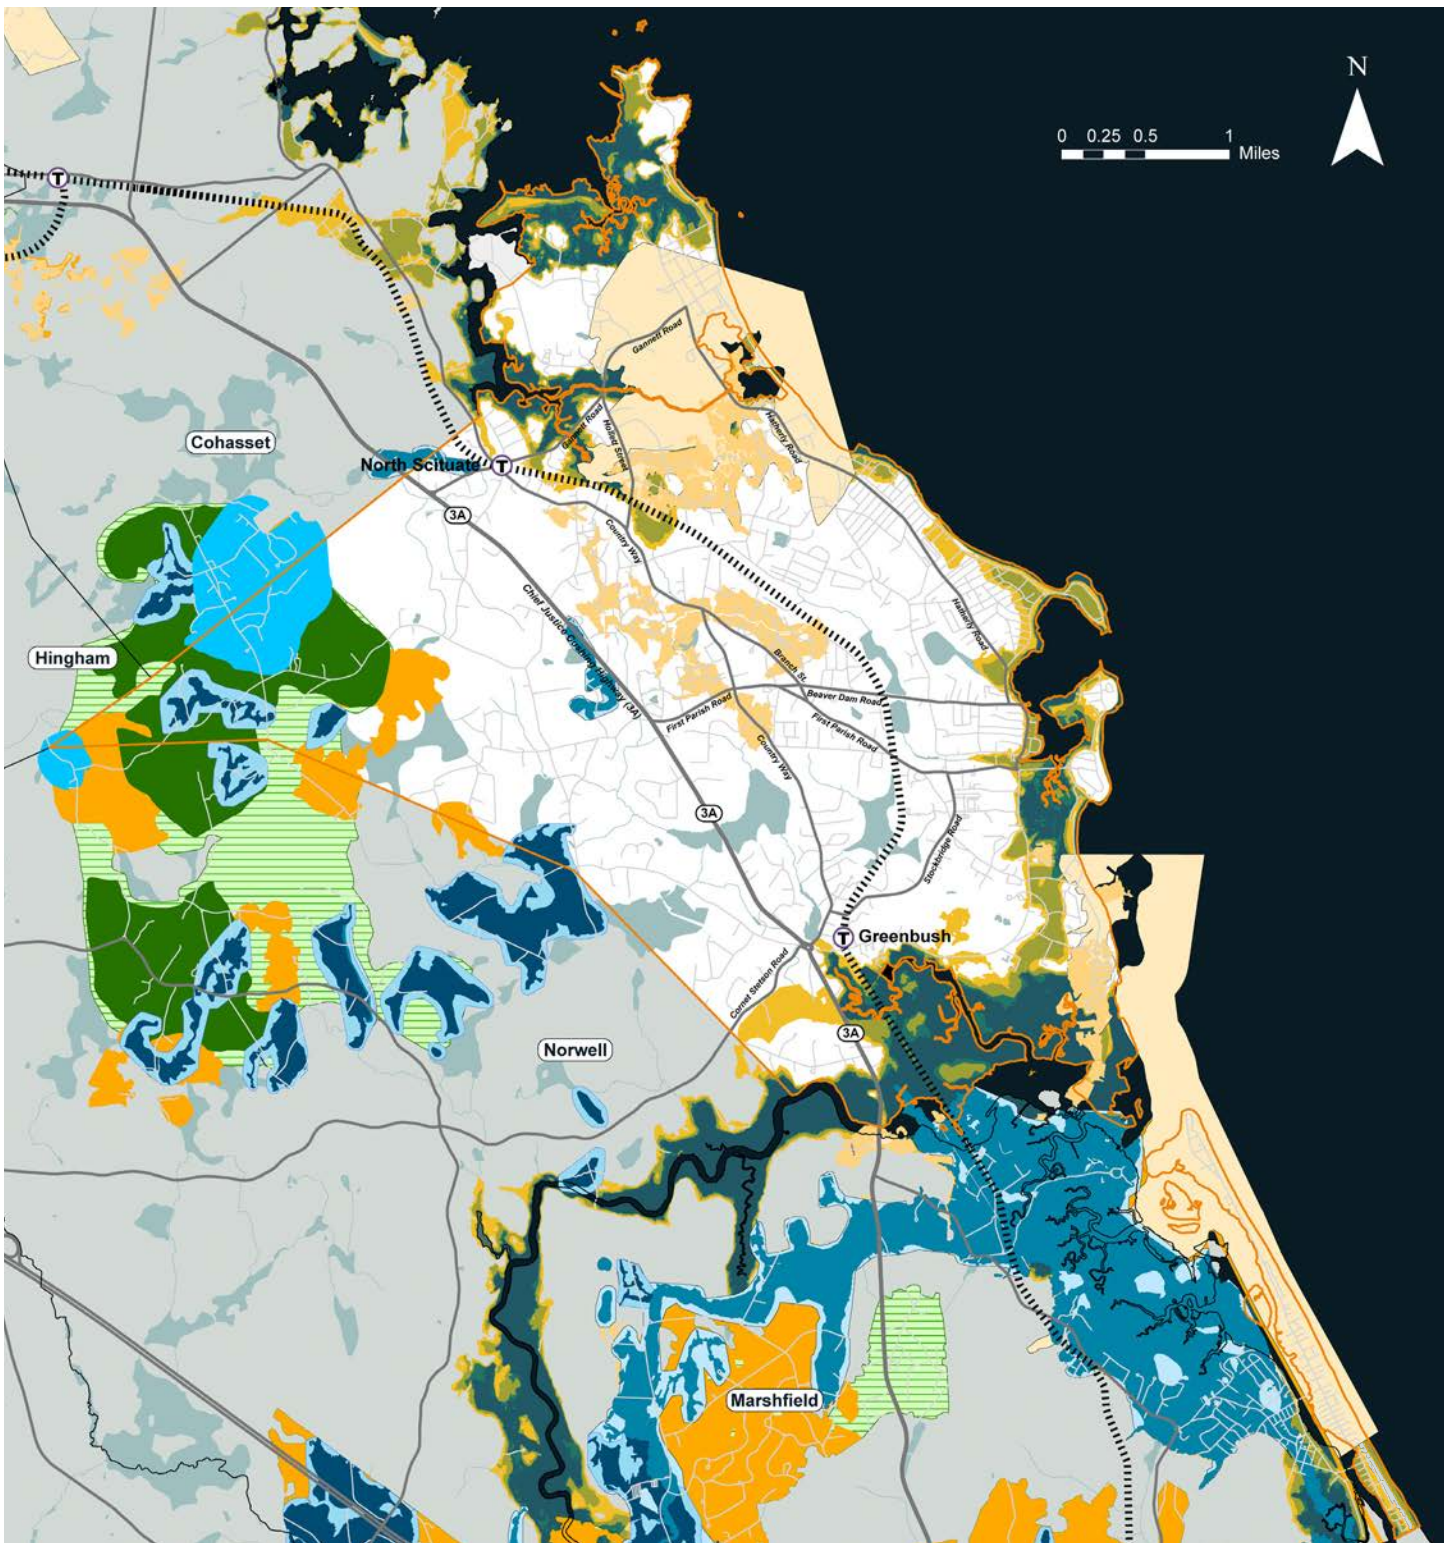 N
0 0.25 0.5 1
Miles
T
Gannett Road
Cohasset
Gannett Road
Hollett Street
Hatherly Road
North Scituate T
3A
Country Way
Chief Justice Cushing Highway (3A)
Hatherly Road
Hingham
Branch St.
Beaver Dam Road
First Parish Road
First Parish Road
Country Way
3A
Stockbridge Road
T Greenbush
Cornet Stetson Road
3A
Norwell
Marshfield